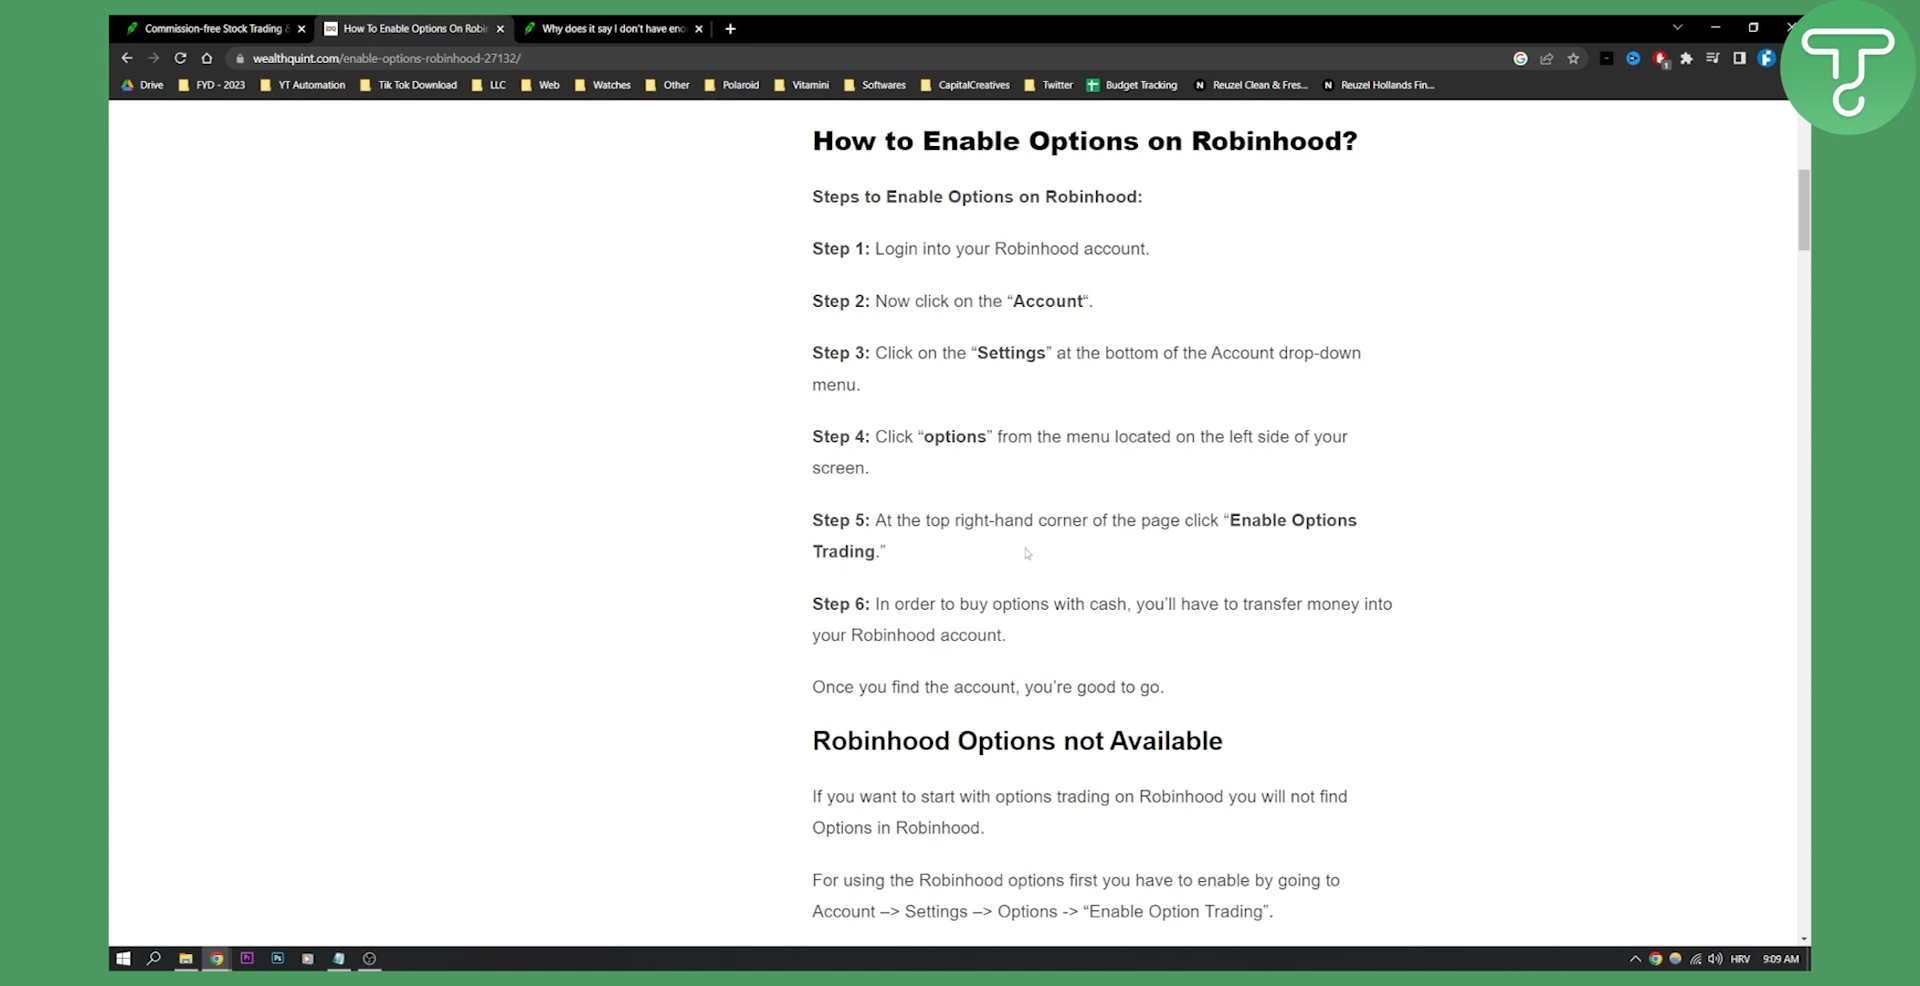 Commission-free Stock Trading &
How To Enable Options On Robin
Why does it say I don't have eno
wealthquint.com/enable-options-robinhood-27132/
Drive
FYD - 2023
YT Automation
Tik Tok Download
LLC
Web
Watches
Other
Polaroid
Vitamini
Softwares
CapitalCreatives
Twitter
Budget Tracking
Reuzel Clean & Fres...
Reuzel Hollands Fin...
How to Enable Options on Robinhood?
Steps to Enable Options on Robinhood:
Step 1: Login into your Robinhood account.
Step 2: Now click on the “Account“.
Step 3: Click on the “Settings” at the bottom of the Account drop-down
menu.
Step 4: Click “options” from the menu located on the left side of your
screen.
Step 5: At the top right-hand corner of the page click “Enable Options
Trading.”
Step 6: In order to buy options with cash, you’ll have to transfer money into
your Robinhood account.
Once you find the account, you’re good to go.
Robinhood Options not Available
If you want to start with options trading on Robinhood you will not find
Options in Robinhood.
For using the Robinhood options first you have to enable by going to
Account –> Settings –> Options -> “Enable Option Trading”.
HRV
9:09 AM